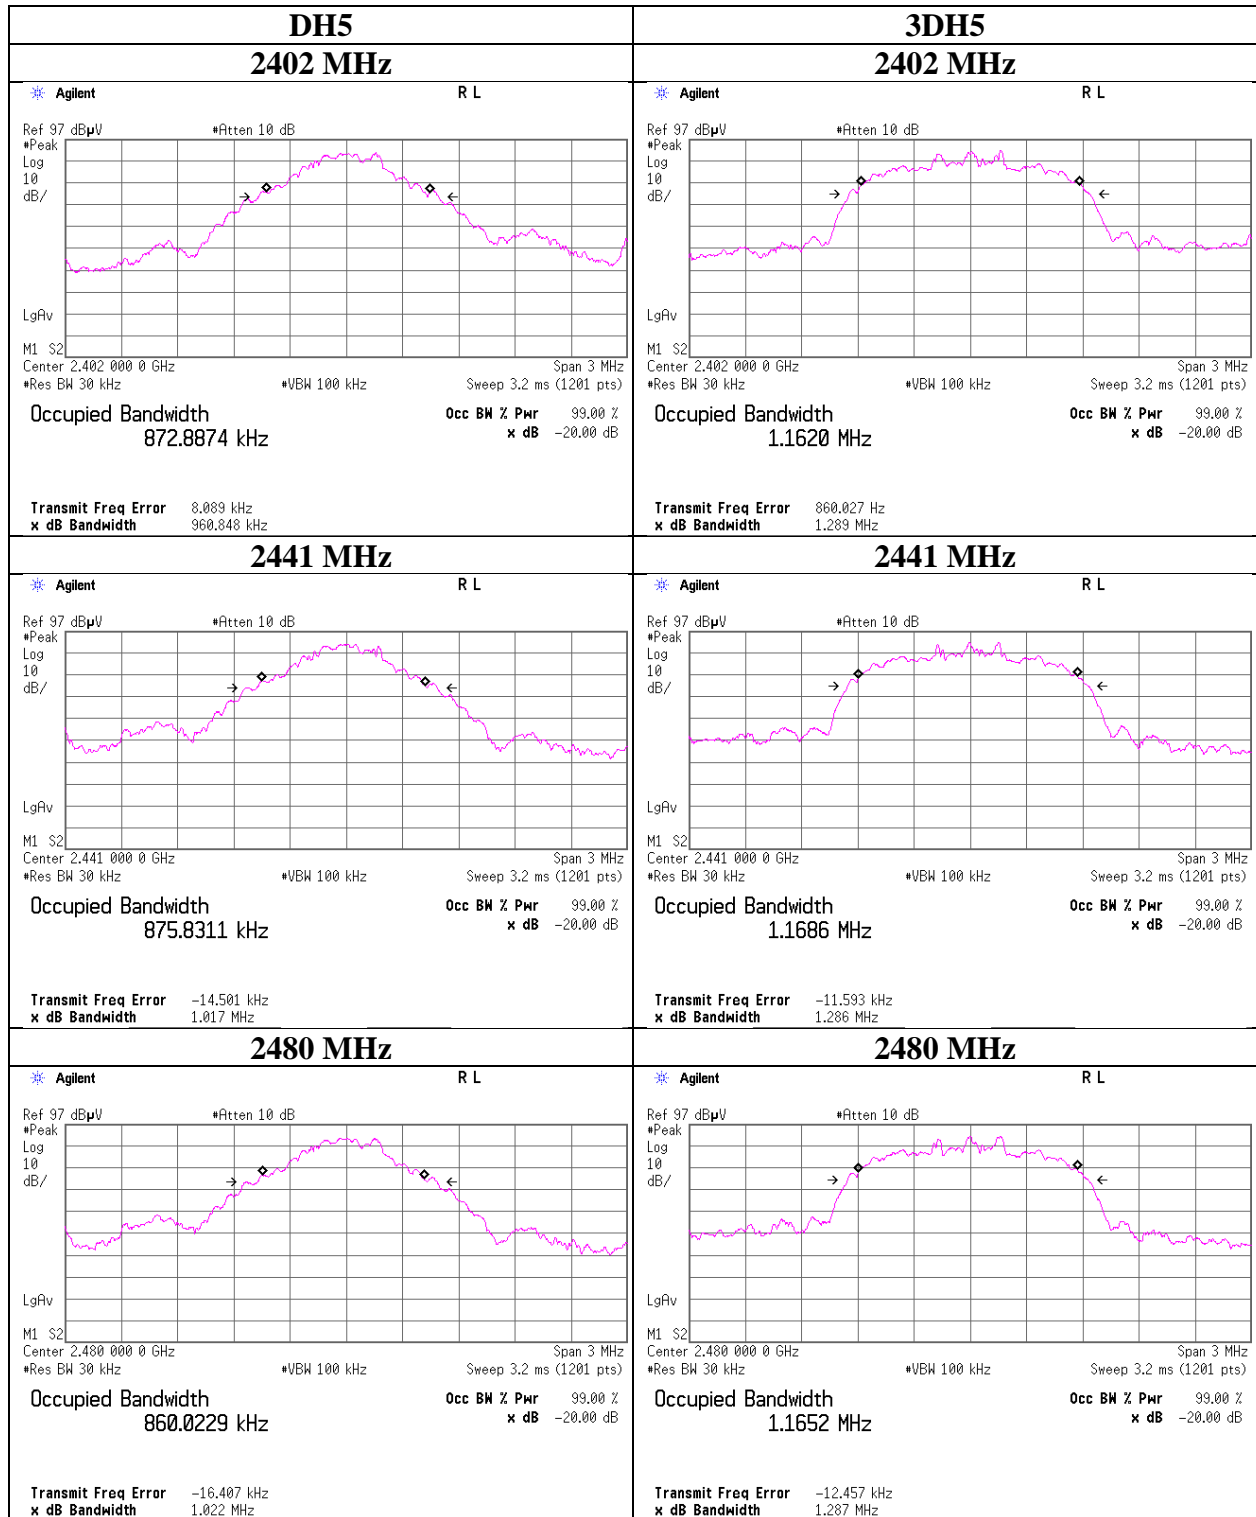 DH5
3DH5
2402 MHz
2402 MHz
Agilent R L
Ref 97 dBµV #Atten 10 dB
#Peak
Log
10
dB/
LgAv
M1 S2
Center 2.402 000 0 GHz Span 3 MHz
#Res BW 30 kHz #VBW 100 kHz Sweep 3.2 ms (1201 pts)
Occupied Bandwidth Occ BW % Pwr 99.00 %
872.8874 kHz x dB -20.00 dB
Transmit Freq Error 8.089 kHz
x dB Bandwidth 960.848 kHz
Agilent R L
Ref 97 dBµV #Atten 10 dB
#Peak
Log
10
dB/
LgAv
M1 S2
Center 2.402 000 0 GHz Span 3 MHz
#Res BW 30 kHz #VBW 100 kHz Sweep 3.2 ms (1201 pts)
Occupied Bandwidth Occ BW % Pwr 99.00 %
1.1620 MHz x dB -20.00 dB
Transmit Freq Error 860.027 Hz
x dB Bandwidth 1.289 MHz
2441 MHz
2441 MHz
Agilent R L
Ref 97 dBµV #Atten 10 dB
#Peak
Log
10
dB/
LgAv
M1 S2
Center 2.441 000 0 GHz Span 3 MHz
#Res BW 30 kHz #VBW 100 kHz Sweep 3.2 ms (1201 pts)
Occupied Bandwidth Occ BW % Pwr 99.00 %
875.8311 kHz x dB -20.00 dB
Transmit Freq Error -14.501 kHz
x dB Bandwidth 1.017 MHz
Agilent R L
Ref 97 dBµV #Atten 10 dB
#Peak
Log
10
dB/
LgAv
M1 S2
Center 2.441 000 0 GHz Span 3 MHz
#Res BW 30 kHz #VBW 100 kHz Sweep 3.2 ms (1201 pts)
Occupied Bandwidth Occ BW % Pwr 99.00 %
1.1686 MHz x dB -20.00 dB
Transmit Freq Error -11.593 kHz
x dB Bandwidth 1.286 MHz
2480 MHz
2480 MHz
Agilent R L
Ref 97 dBµV #Atten 10 dB
#Peak
Log
10
dB/
LgAv
M1 S2
Center 2.480 000 0 GHz Span 3 MHz
#Res BW 30 kHz #VBW 100 kHz Sweep 3.2 ms (1201 pts)
Occupied Bandwidth Occ BW % Pwr 99.00 %
860.0229 kHz x dB -20.00 dB
Transmit Freq Error -16.407 kHz
x dB Bandwidth 1.022 MHz
Agilent R L
Ref 97 dBµV #Atten 10 dB
#Peak
Log
10
dB/
LgAv
M1 S2
Center 2.480 000 0 GHz Span 3 MHz
#Res BW 30 kHz #VBW 100 kHz Sweep 3.2 ms (1201 pts)
Occupied Bandwidth Occ BW % Pwr 99.00 %
1.1652 MHz x dB -20.00 dB
Transmit Freq Error -12.457 kHz
x dB Bandwidth 1.287 MHz